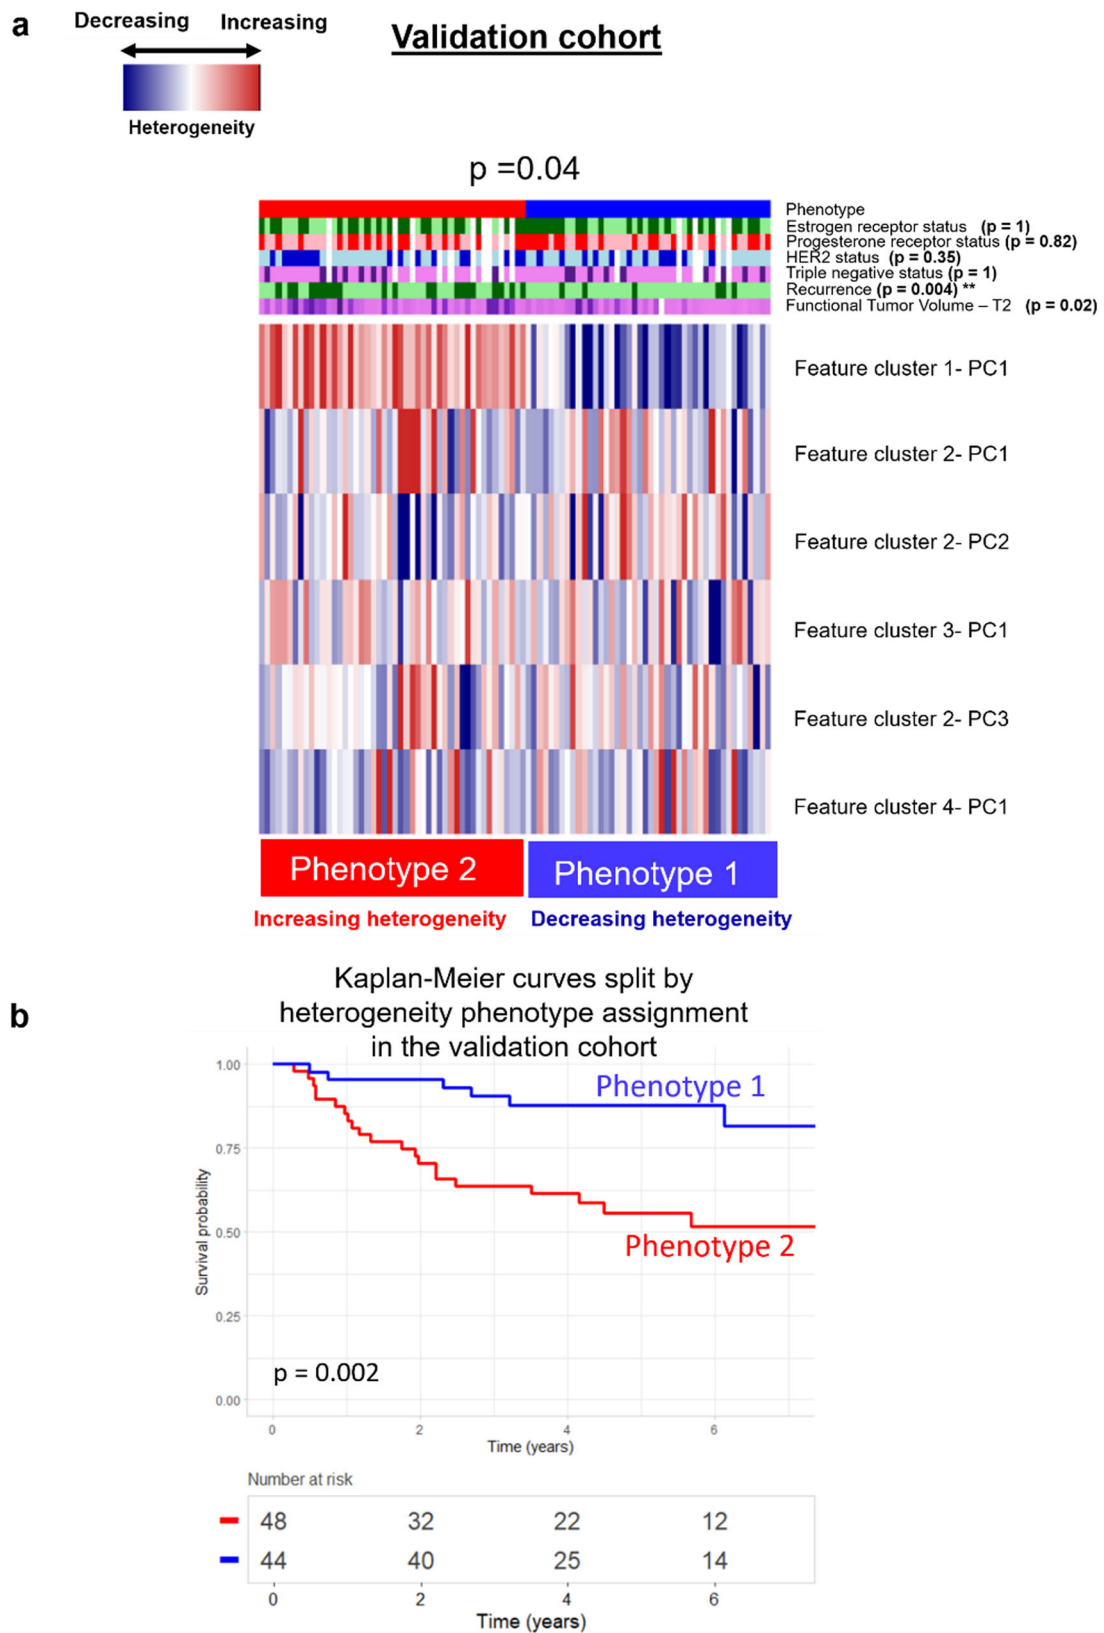 a
Decreasing Increasing
Heterogeneity
Validation cohort
p =0.04
Phenotype
Estrogen receptor status (p = 1)
Progesterone receptor status (p = 0.82)
HER2 status (p = 0.35)
Triple negative status (p = 1)
Recurrence (p = 0.004) **
Functional Tumor Volume – T2 (p = 0.02)
Feature cluster 1- PC1
Feature cluster 2- PC1
Feature cluster 2- PC2
Feature cluster 3- PC1
Feature cluster 2- PC3
Feature cluster 4- PC1
Phenotype 2 Phenotype 1
Increasing heterogeneity Decreasing heterogeneity
b
Kaplan-Meier curves split by
heterogeneity phenotype assignment
in the validation cohort
1.00
0.75
0.50
0.25
0.00
Survival probability
Phenotype 1
Phenotype 2
p = 0.002
0 2 4 6
Time (years)
Number at risk
48 32 22 12
44 40 25 14
0 2 4 6
Time (years)